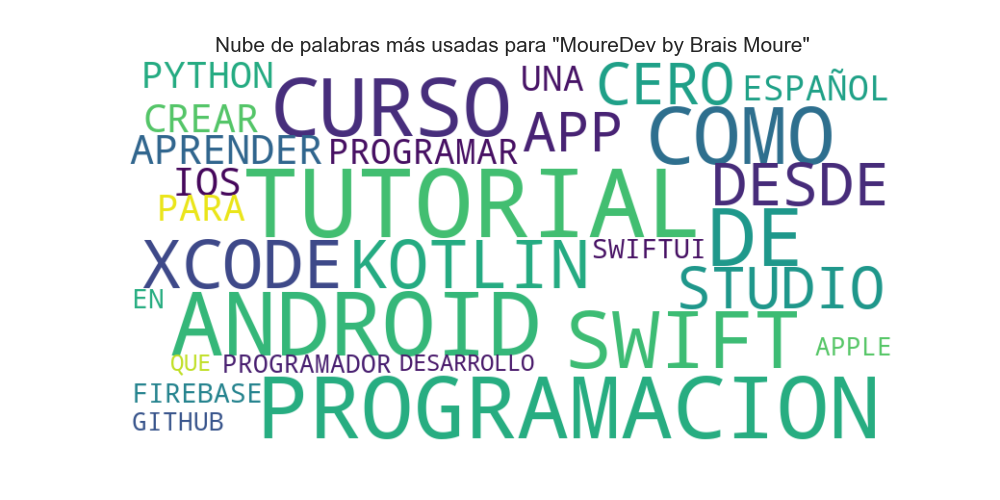 Nube de palabras más usadas para "MoureDev by Brais Moure"
PYTHON
CURSO
UNA
CERO
ESPAÑOL
CREAR
APP
COMO
APRENDER
PROGRAMAR
IOS
TUTORIAL
DESDE
PARA
DE
XCODE
KOTLIN
SWIFTUI
STUDIO
EN
ANDROID
SWIFT
APPLE
QUE
PROGRAMADOR
DESARROLLO
FIREBASE
PROGRAMACION
GITHUB